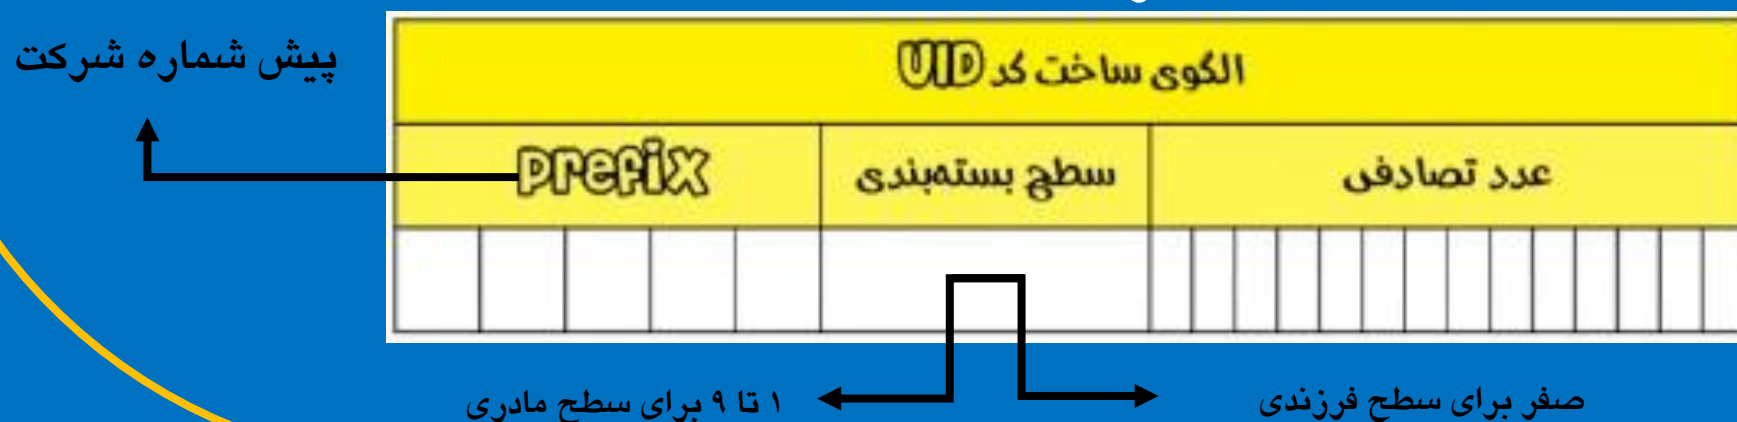 پیش شماره شرکت
الگوی ساخت کد UID
prefix
سطح بسته‌بندی
عدد تصادفی
۱ تا ۹ برای سطح مادری
صفر برای سطح فرزندی